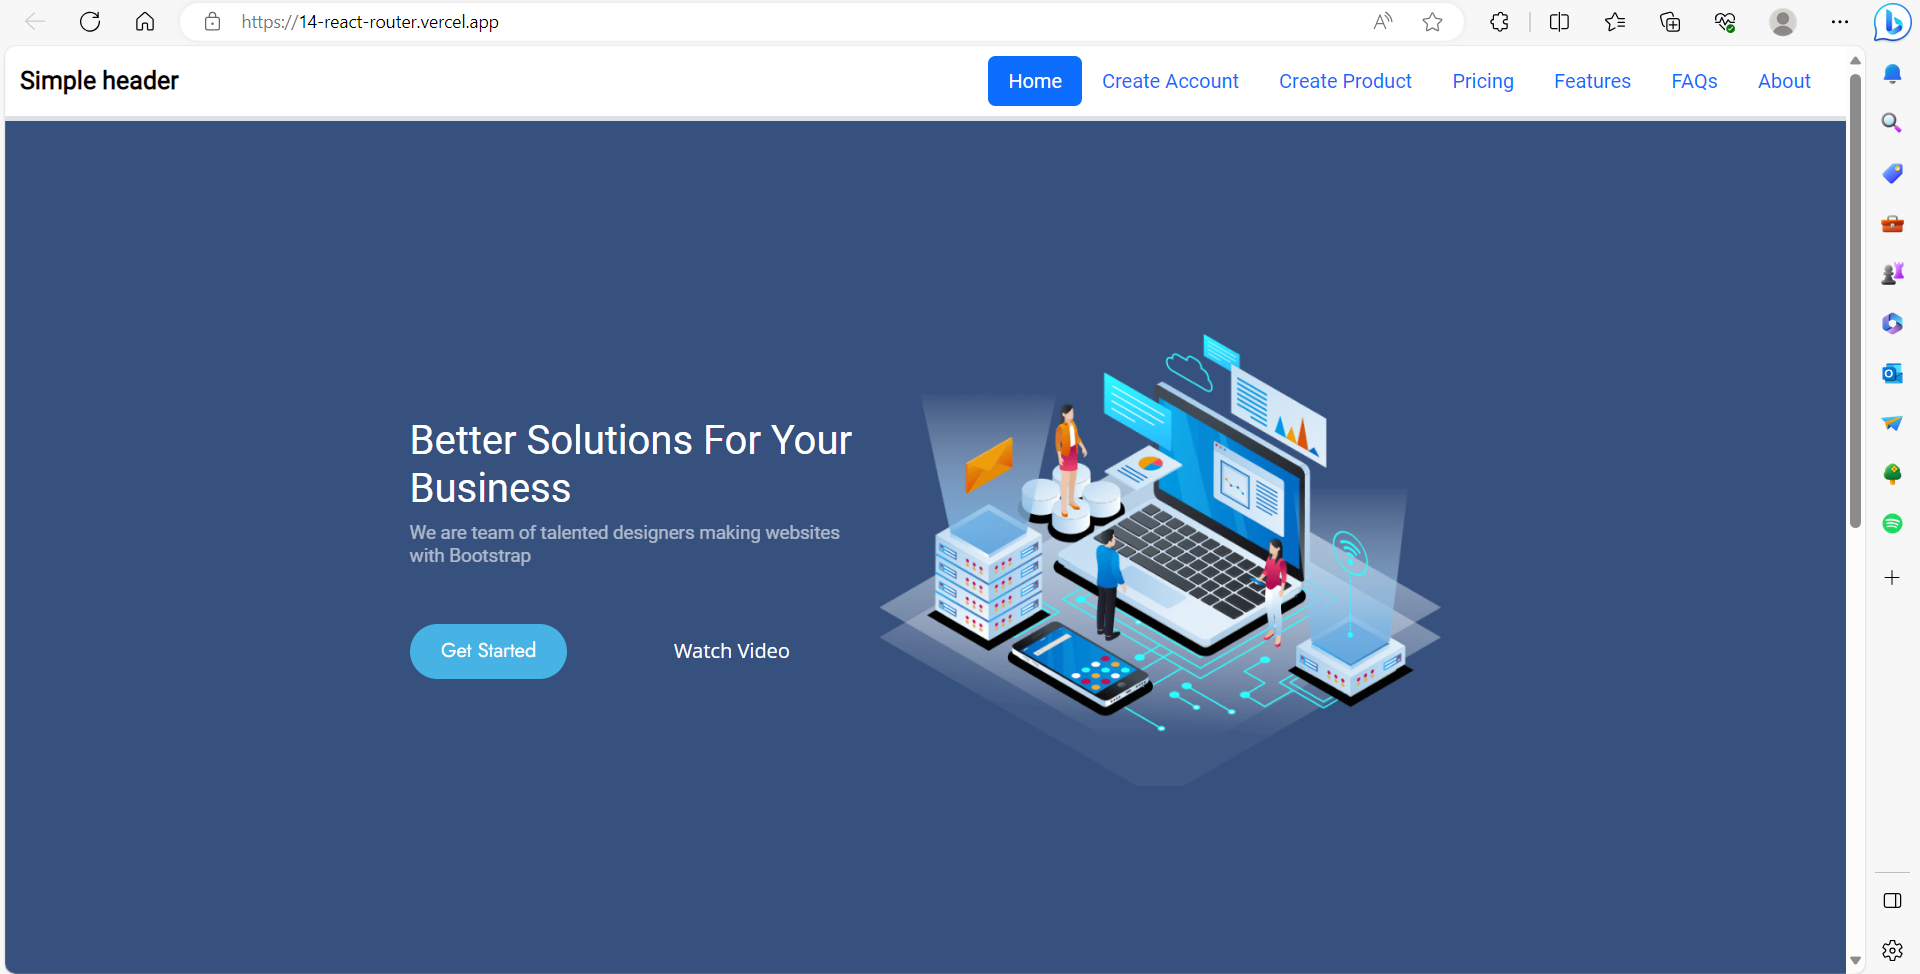 https://14-react-router.vercel.app
Simple header
Home
Create Account
Create Product
Pricing
Features
FAQs
About
Better Solutions For Your
Business
We are team of talented designers making websites
with Bootstrap
Get Started
Watch Video